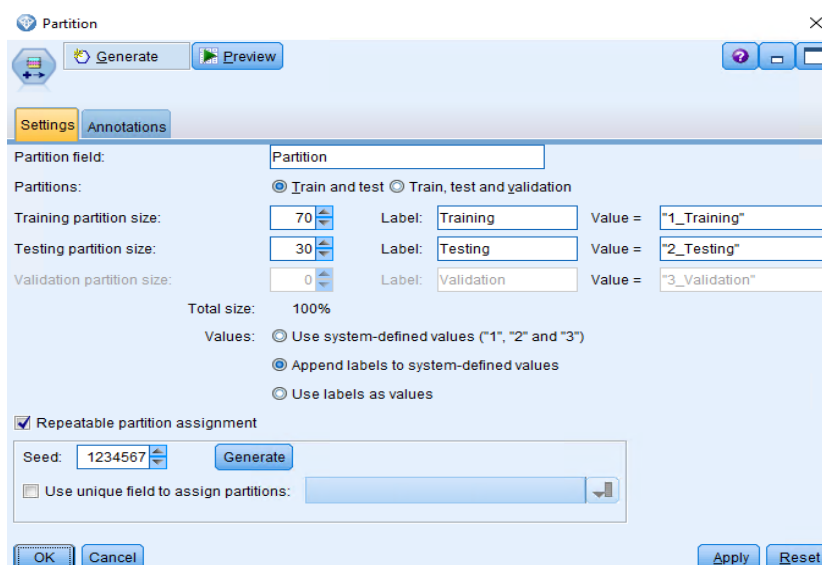 Partition
Generate Preview
Settings Annotations
Partition field: Partition
Partitions: Train and test Train, test and validation
Training partition size: 70 Label: Training Value = "1_Training"
Testing partition size: 30 Label: Testing Value = "2_Testing"
Validation partition size: 0 Label: Validation Value = "3_Validation"
Total size: 100%
Values: Use system-defined values ("1", "2" and "3")
Append labels to system-defined values
Use labels as values
Repeatable partition assignment
Seed: 1234567 Generate
Use unique field to assign partitions:
OK Cancel Apply Reset